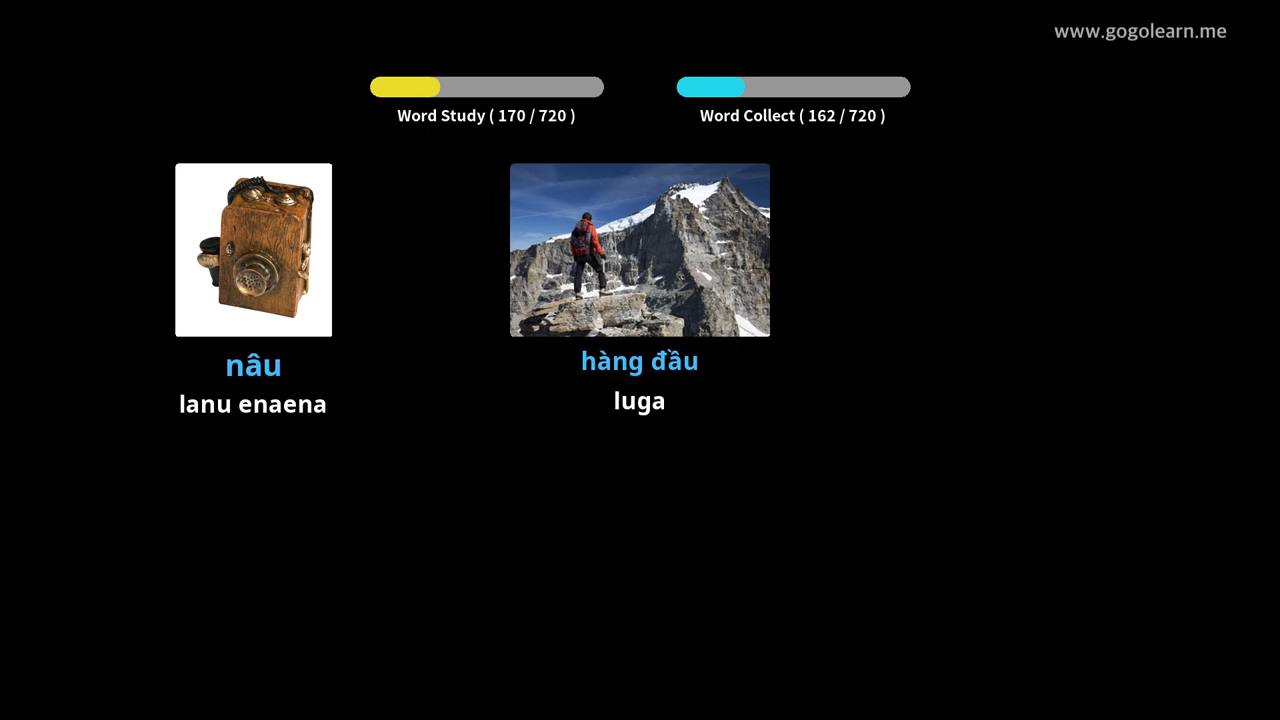 www.gogolearn.me
Word Study ( 170 / 720 )
Word Collect ( 162 / 720 )
nâu
lanu enaena
hàng đầu
luga